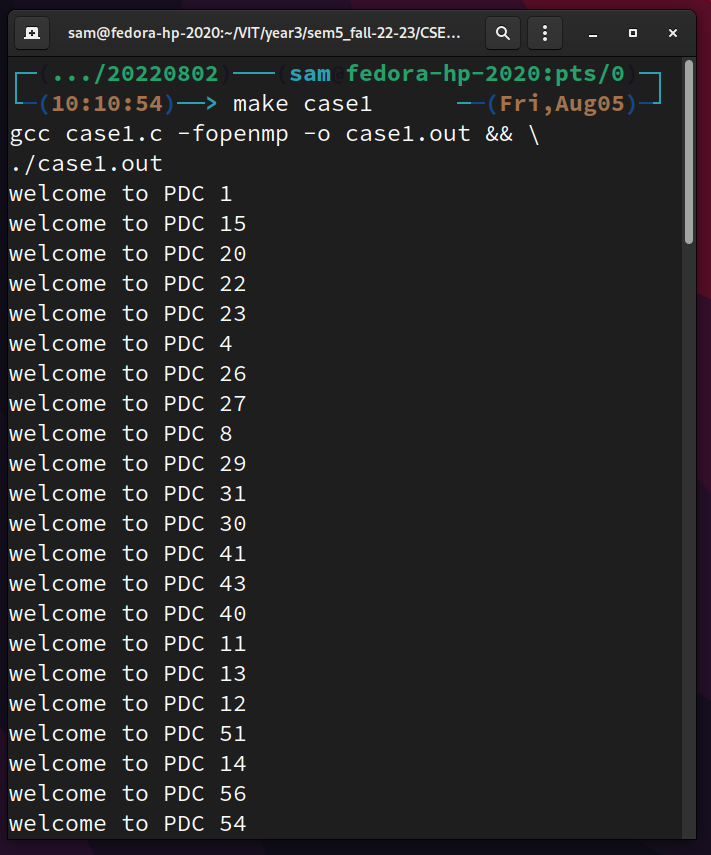 sam@fedora-hp-2020:~/VIT/year3/sem5_fall-22-23/CSE...
(.../20220802)——(sam@fedora-hp-2020:pts/0)
(10:10:54)——> make case1 —(Fri,Aug05)
gcc case1.c -fopenmp -o case1.out && \
./case1.out
welcome to PDC 1
welcome to PDC 15
welcome to PDC 20
welcome to PDC 22
welcome to PDC 23
welcome to PDC 4
welcome to PDC 26
welcome to PDC 27
welcome to PDC 8
welcome to PDC 29
welcome to PDC 31
welcome to PDC 30
welcome to PDC 41
welcome to PDC 43
welcome to PDC 40
welcome to PDC 11
welcome to PDC 13
welcome to PDC 12
welcome to PDC 51
welcome to PDC 14
welcome to PDC 56
welcome to PDC 54